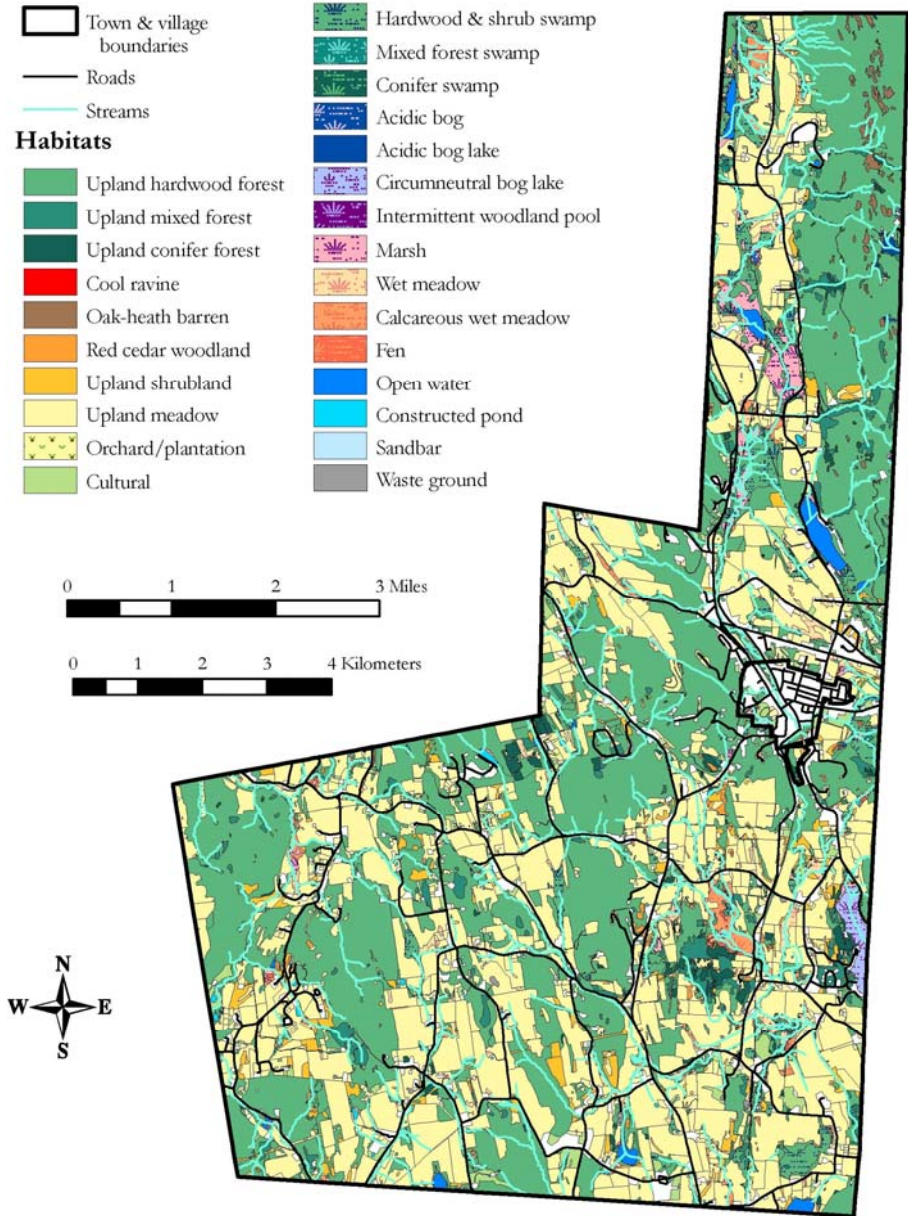 Town & village
boundaries
Roads
Streams
Habitats
Upland hardwood forest
Upland mixed forest
Upland conifer forest
Cool ravine
Oak-heath barren
Red cedar woodland
Upland shrubland
Upland meadow
Orchard/plantation
Cultural
Hardwood & shrub swamp
Mixed forest swamp
Conifer swamp
Acidic bog
Acidic bog lake
Circumneutral bog lake
Intermittent woodland pool
Marsh
Wet meadow
Calcareous wet meadow
Fen
Open water
Constructed pond
Sandbar
Waste ground
0 1 2 3 Miles
0 1 2 3 4 Kilometers
N
W E
S